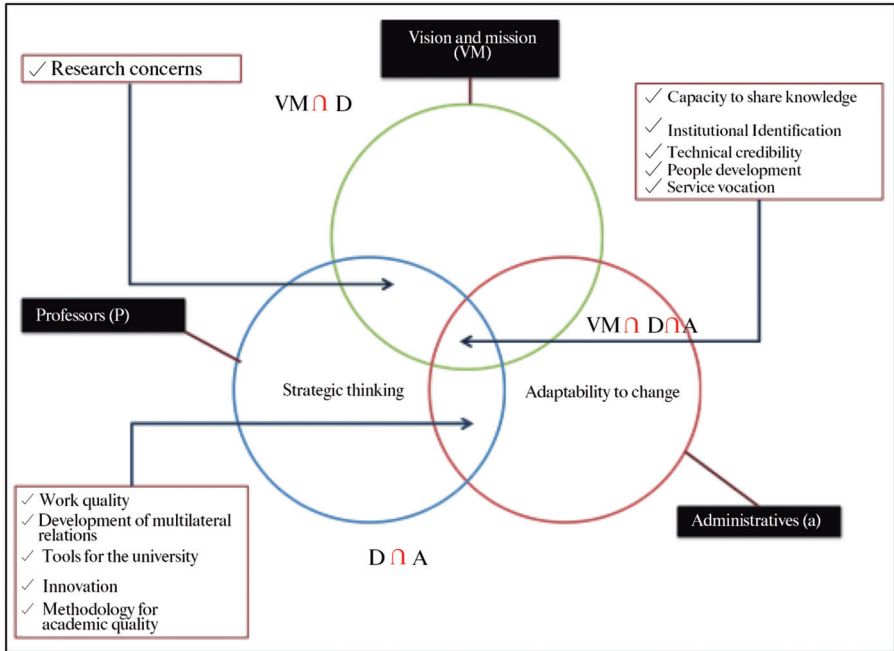 Vision and mission
(VM)
✓ Research concerns
VM ∩ D
✓ Capacity to share knowledge
✓ Institutional Identification
✓ Technical credibility
✓ People development
✓ Service vocation
Professors (P)
VM ∩ D ∩ A
Strategic thinking
Adaptability to change
✓ Work quality
✓ Development of multilateral
relations
✓ Tools for the university
✓ Innovation
✓ Methodology for
academic quality
Administratives (a)
D ∩ A